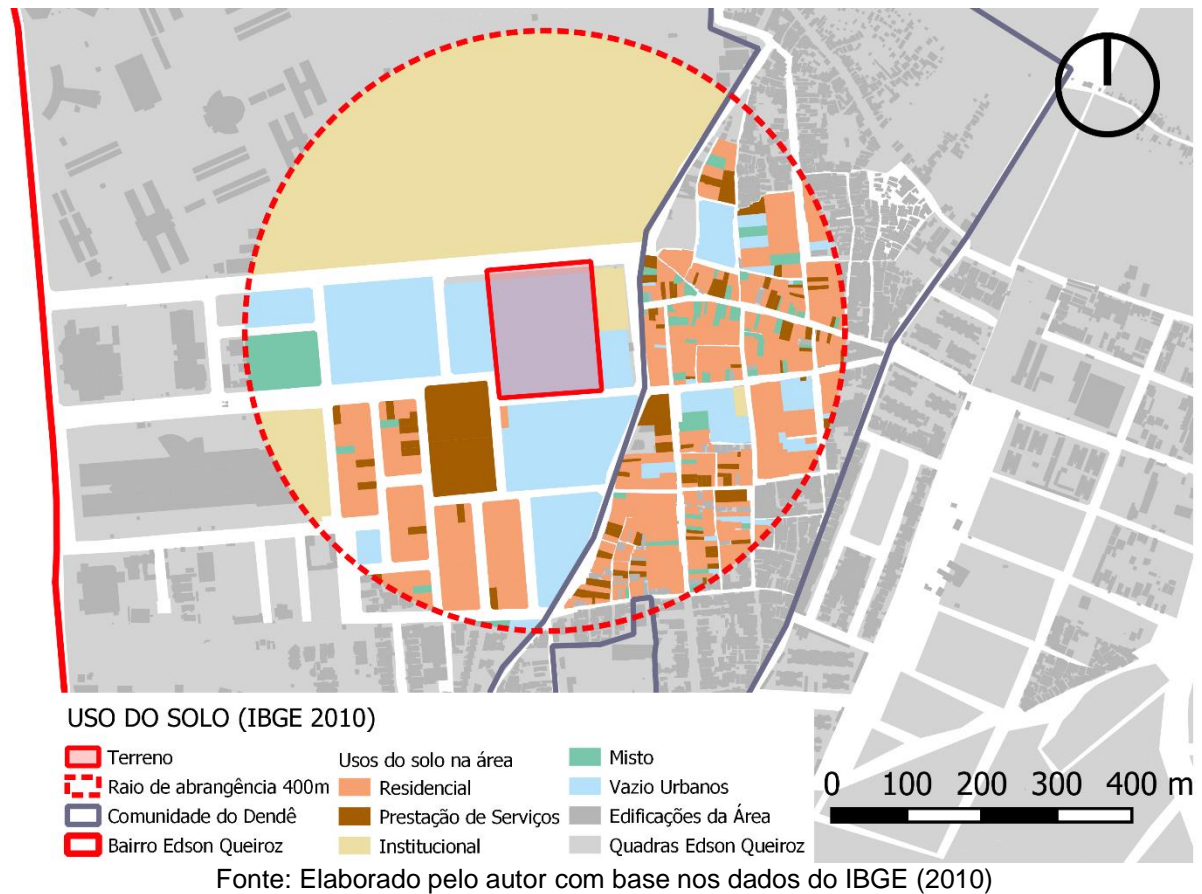 USO DO SOLO (IBGE 2010)
Terreno
Raio de abrangência 400m
Comunidade do Dendê
Bairro Edson Queiroz
Usos do solo na área
Residencial
Prestação de Serviços
Institucional
Misto
Vazio Urbanos
Edificações da Área
Quadras Edson Queiroz
0 100 200 300 400 m
Fonte: Elaborado pelo autor com base nos dados do IBGE (2010)